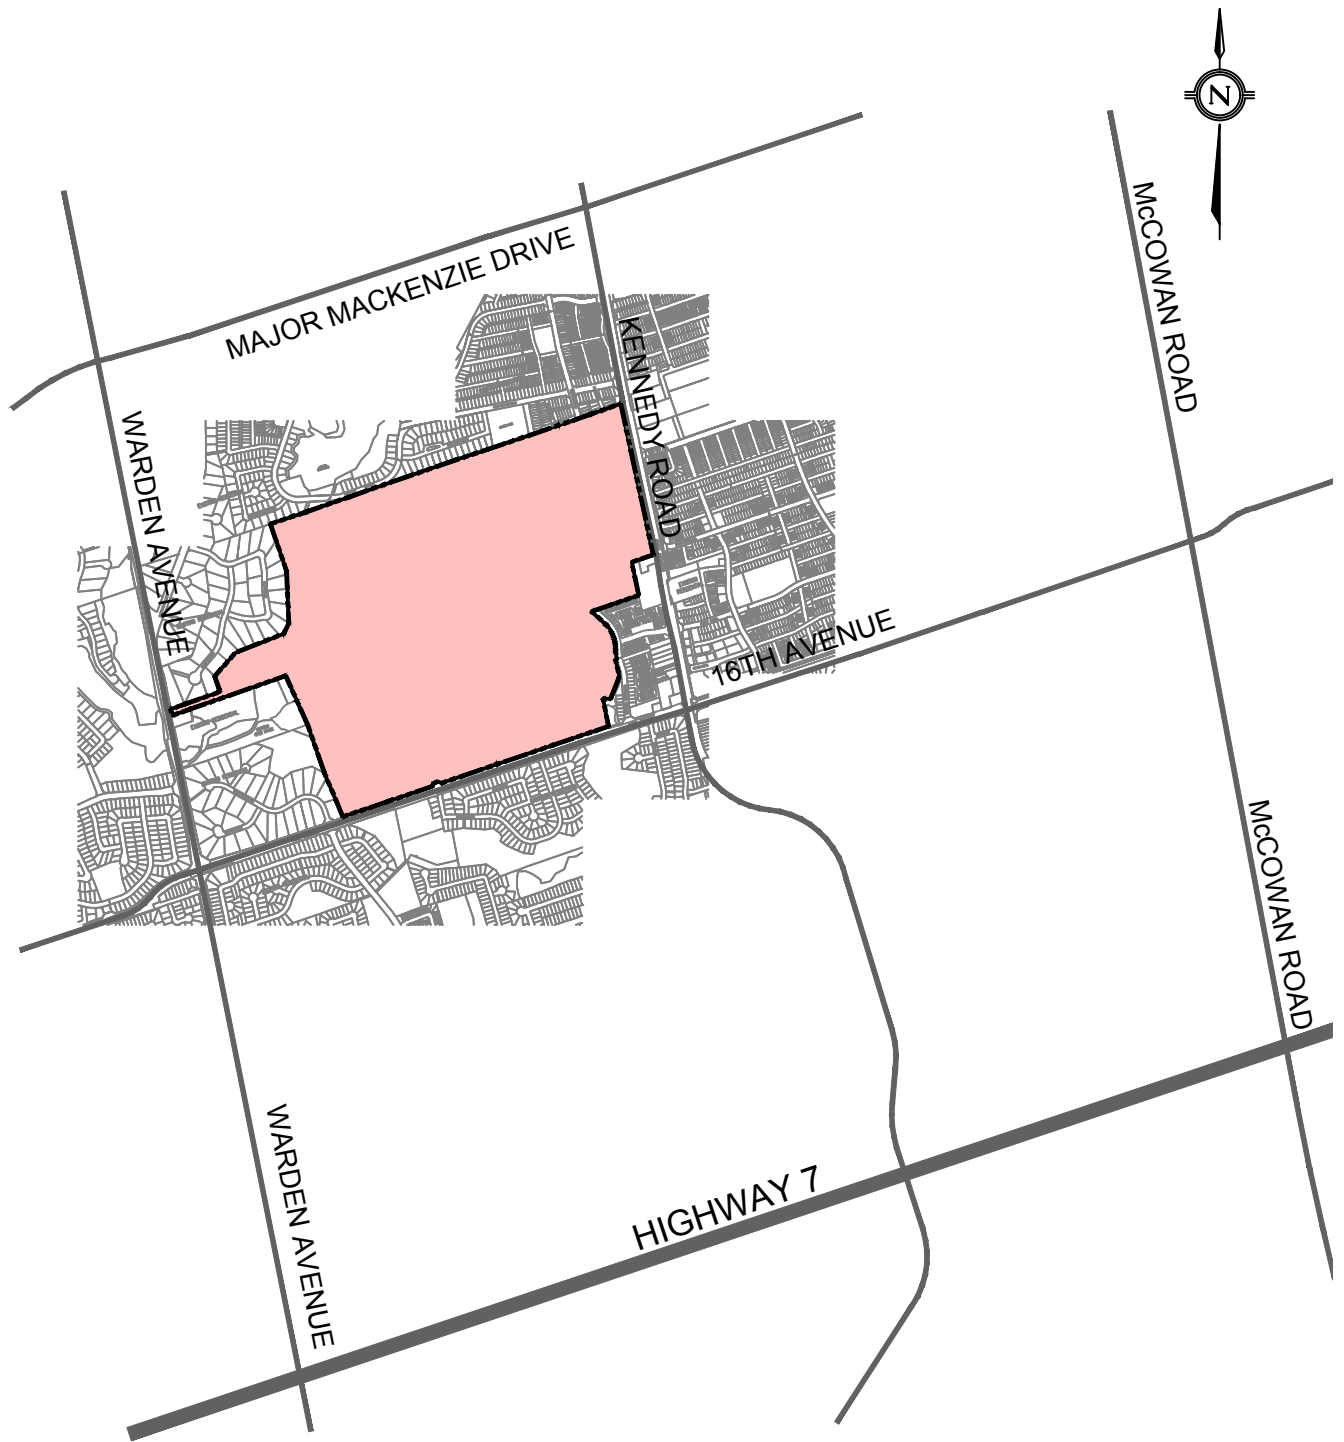 N
McCOWAN ROAD
MAJOR MACKENZIE DRIVE
KENNEDY ROAD
WARDEN AVENUE
16TH AVENUE
McCOWAN ROAD
WARDEN AVENUE
HIGHWAY 7